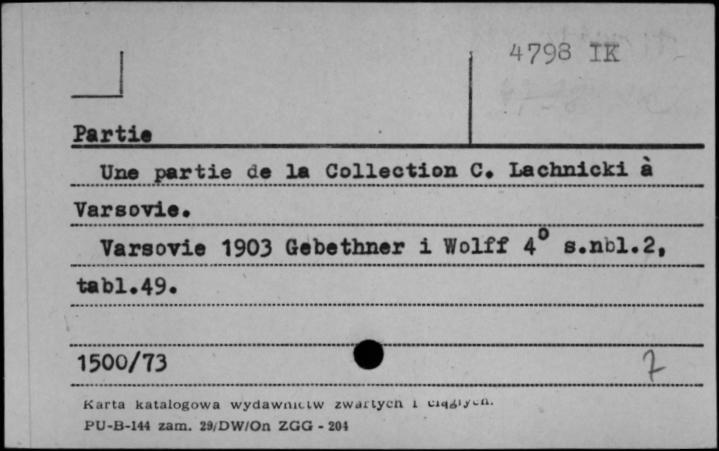 4798 IK
Partie
Une partie de la Collection C. Lachnicki à
Varsovie.
Varsovie 1903 Gebethner i Wolff 4° s.nbl.2,
tabl.49.
1500/73
7
Karta katalogowa wydawnictw zwartych i ciągłych.
PU-B-144 zam. 29/DW/On ZGG - 204